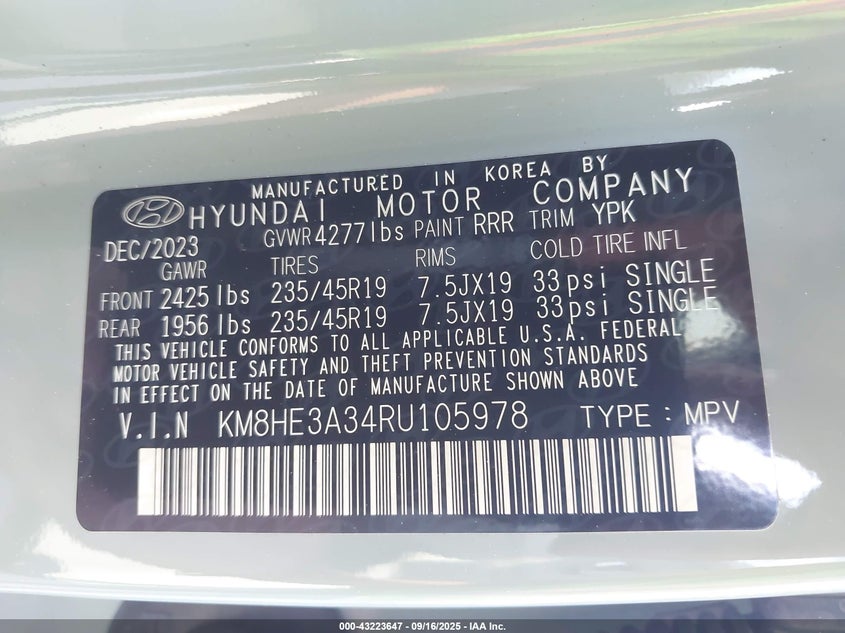 MANUFACTURED IN KOREA BY
HYUNDAI MOTOR COMPANY
DEC/2023 GVWR 4277lbs PAINT RRR TRIM YPK
GAWR TIRES RIMS COLD TIRE INFL
FRONT 2425lbs 235/45R19 7.5JX19 33psi SINGLE
REAR 1956lbs 235/45R19 7.5JX19 33psi SINGLE
THIS VEHICLE CONFORMS TO ALL APPLICABLE U.S.A. FEDERAL
MOTOR VEHICLE SAFETY AND THEFT PREVENTION STANDARDS
IN EFFECT ON THE DATE OF MANUFACTURE SHOWN ABOVE
V.I.N KM8HE3A34RU105978 TYPE : MPV
000-43223647 - 09/16/2025 - IAA Inc.